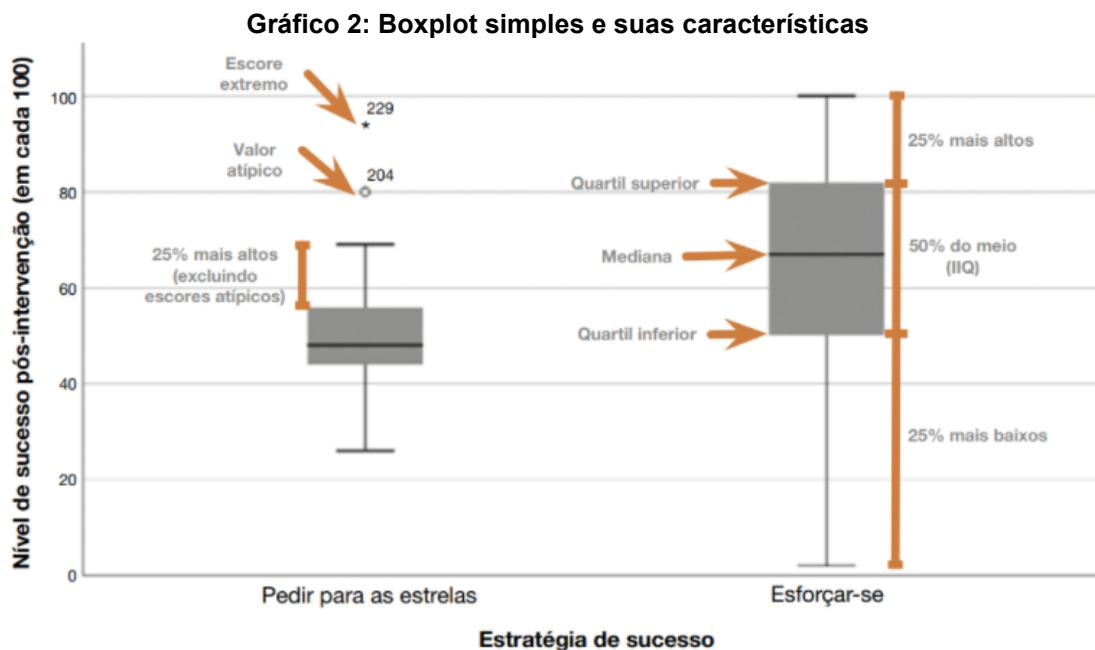 Gráfico 2: Boxplot simples e suas características
Nível de sucesso pós-intervenção (em cada 100)
100
80
60
40
20
0
Escore
extremo
229
Valor
atípico
204
25% mais altos
(excluindo
escores atípicos)
Quartil superior
Mediana
Quartil inferior
25% mais altos
50% do meio
(IIQ)
25% mais baixos
Pedir para as estrelas
Esforçar-se
Estratégia de sucesso